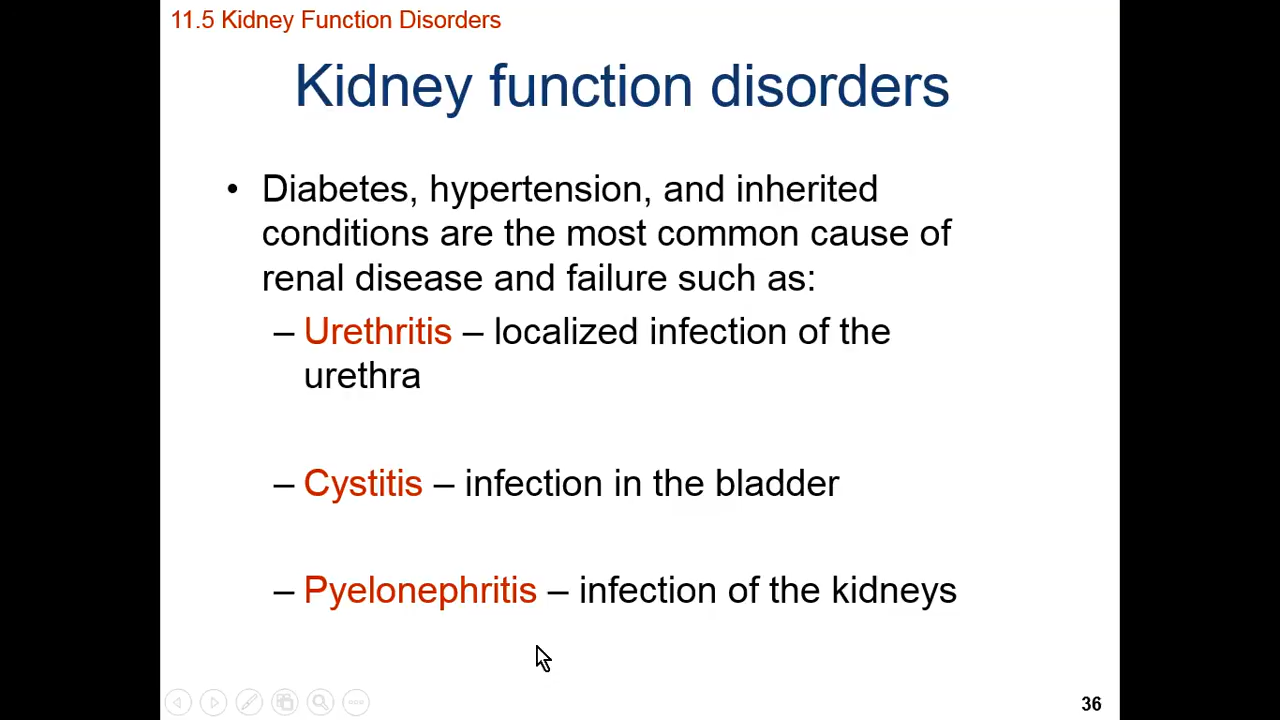 11.5 Kidney Function Disorders
Kidney function disorders
• Diabetes, hypertension, and inherited
conditions are the most common cause of
renal disease and failure such as:
– Urethritis – localized infection of the
urethra
– Cystitis – infection in the bladder
– Pyelonephritis – infection of the kidneys
36